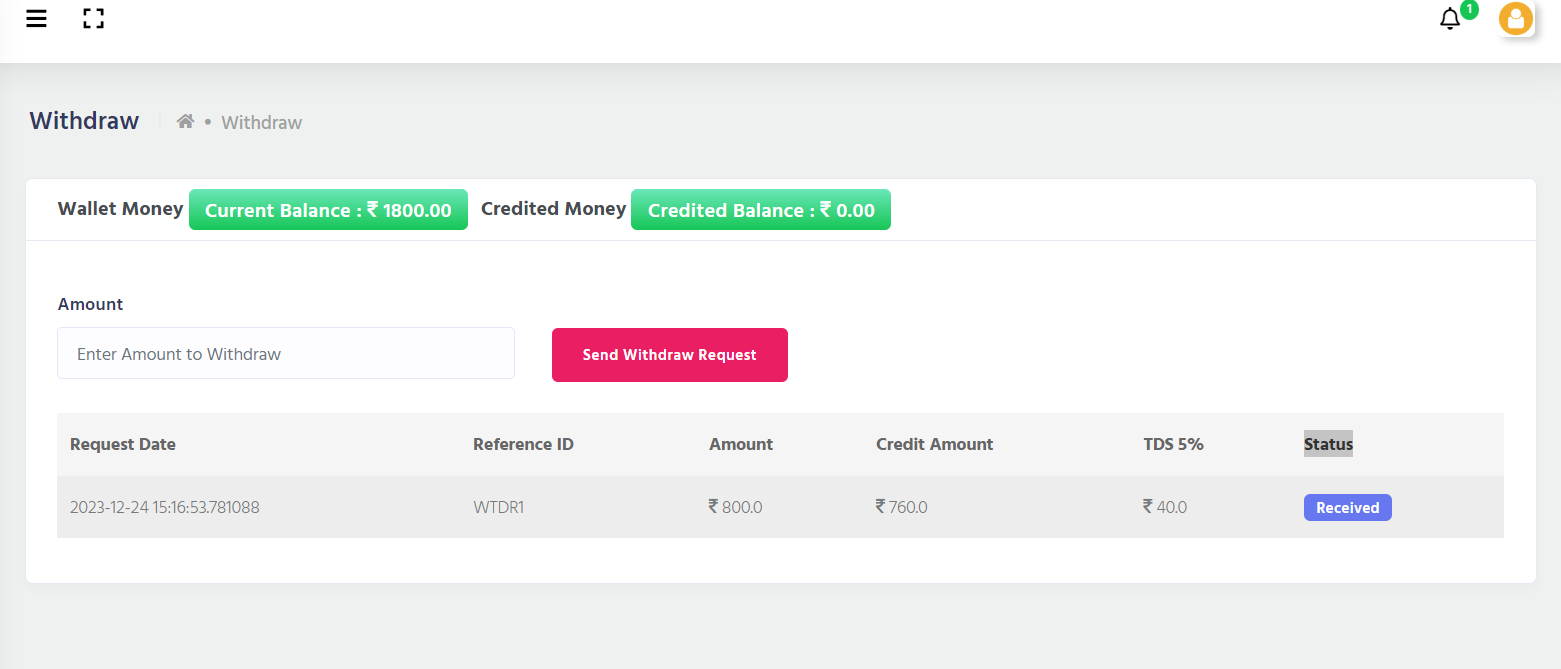 1
Withdraw • Withdraw
Wallet Money Current Balance : ₹ 1800.00 Credited Money Credited Balance : ₹ 0.00
Amount
Enter Amount to Withdraw Send Withdraw Request
Request Date Reference ID Amount Credit Amount TDS 5% Status
2023-12-24 15:16:53.781088 WTDR1 ₹ 800.0 ₹ 760.0 ₹ 40.0 Received